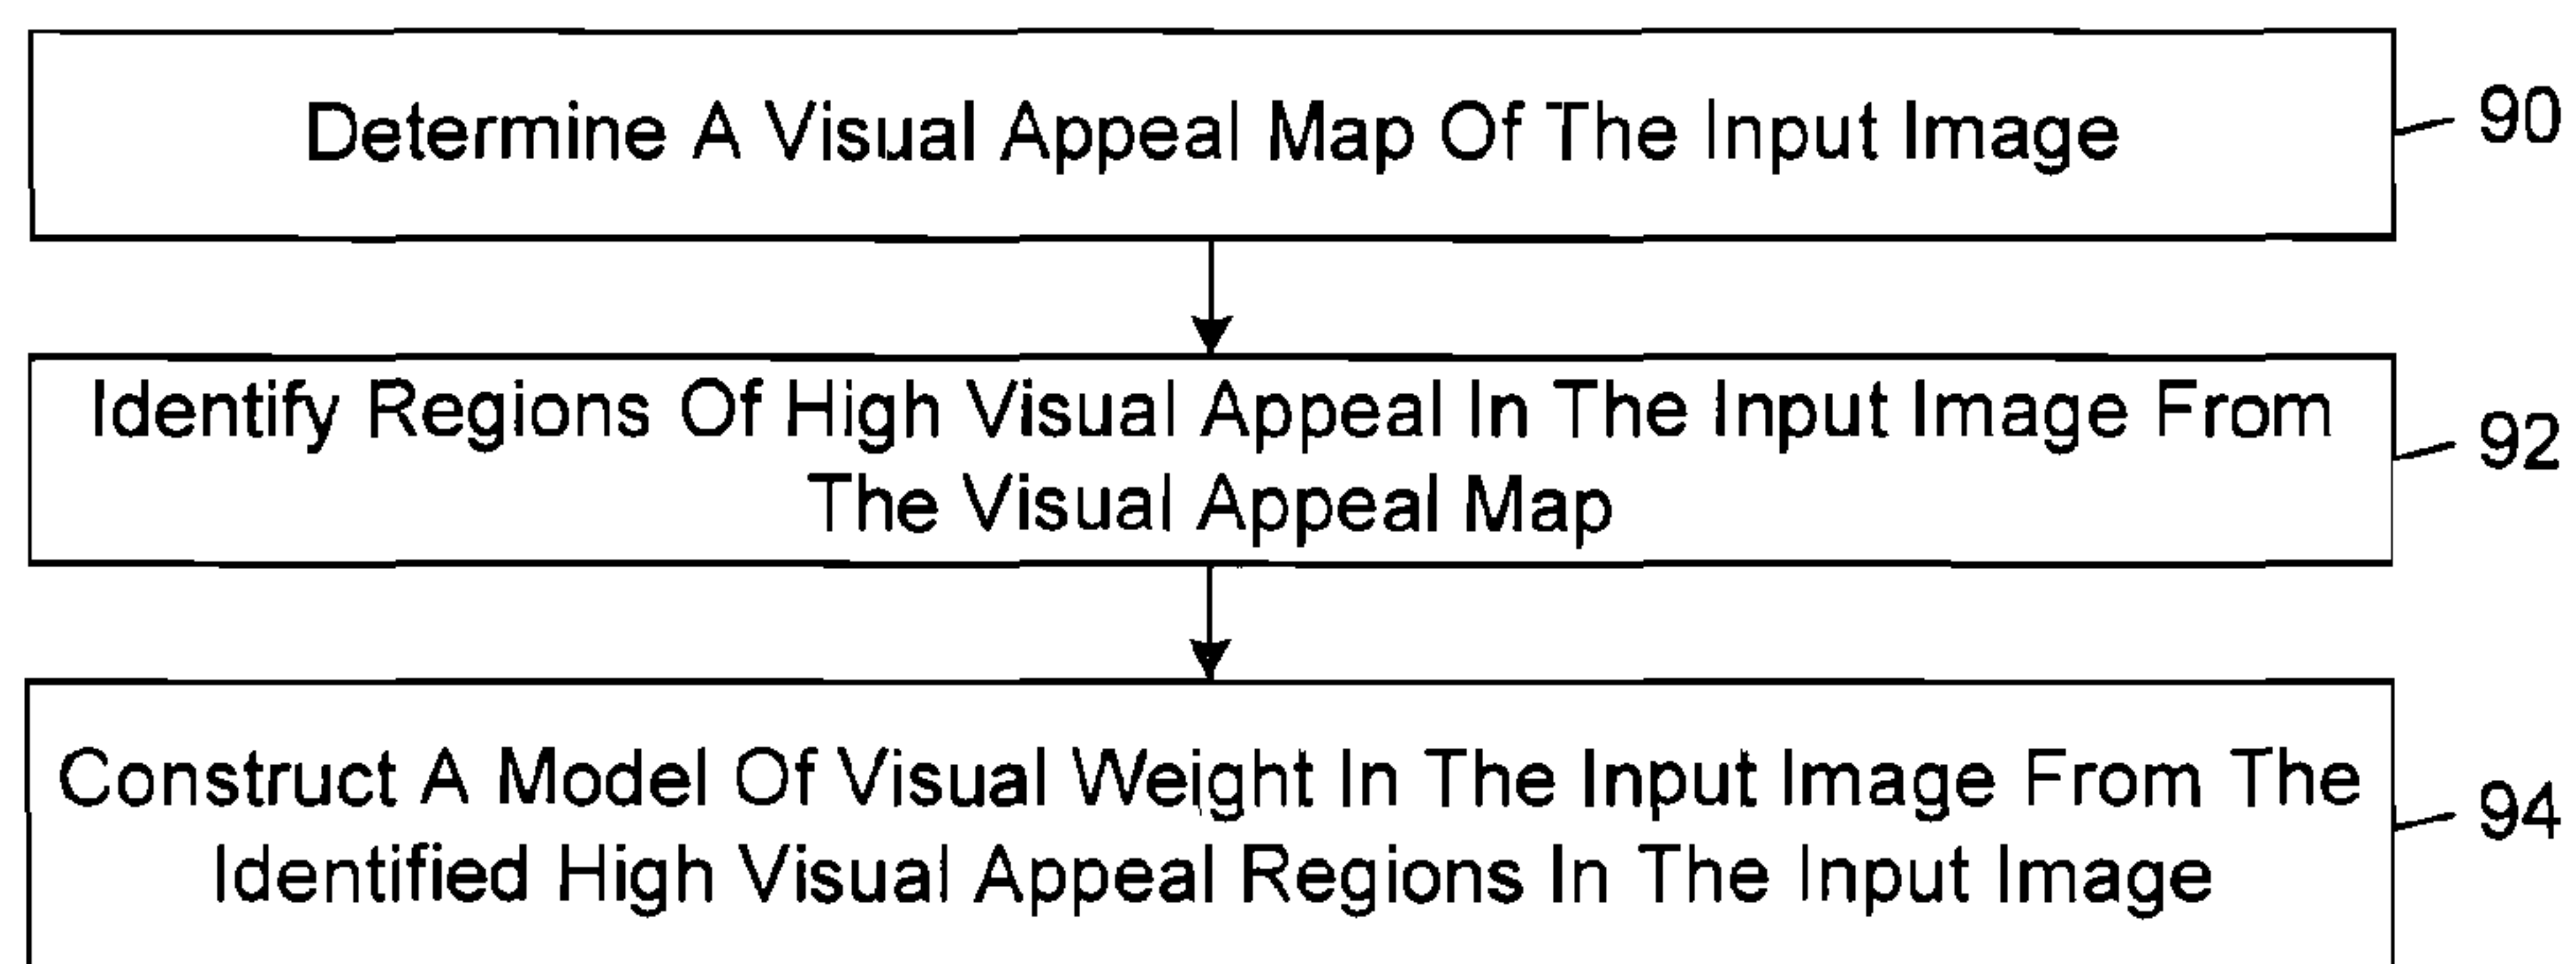 Determine A Visual Appeal Map Of The Input Image
90
Identify Regions Of High Visual Appeal In The Input Image From
The Visual Appeal Map
92
Construct A Model Of Visual Weight In The Input Image From The
Identified High Visual Appeal Regions In The Input Image
94